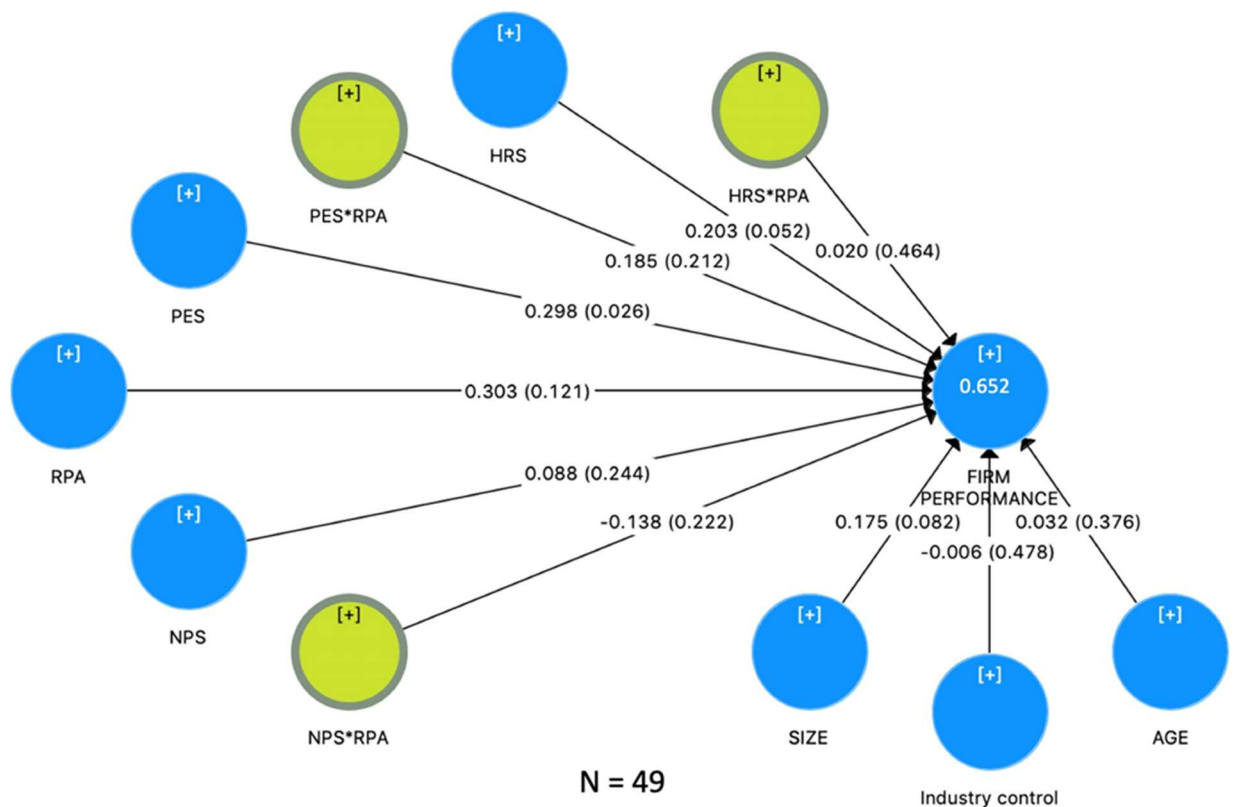 [+]
HRS
[+]
PES*RPA
[+]
HRS*RPA
[+]
PES
0.203 (0.052)
0.020 (0.464)
0.185 (0.212)
0.298 (0.026)
[+]
RPA
0.303 (0.121)
[+]
0.652
FIRM
PERFORMANCE
0.088 (0.244)
[+]
NPS
-0.138 (0.222)
0.175 (0.082)
0.032 (0.376)
-0.006 (0.478)
[+]
NPS*RPA
[+]
SIZE
[+]
Industry control
[+]
AGE
N = 49